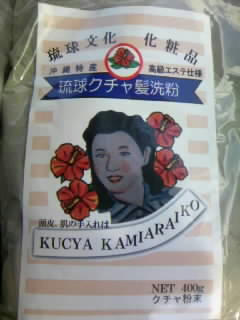 琉球文化 化粧品
沖縄特産 高級エステ仕様
琉球クチャ髪洗粉
頭皮、肌の手入れは
KUCYA KAMIARAIKO
NET 400g
クチャ粉末